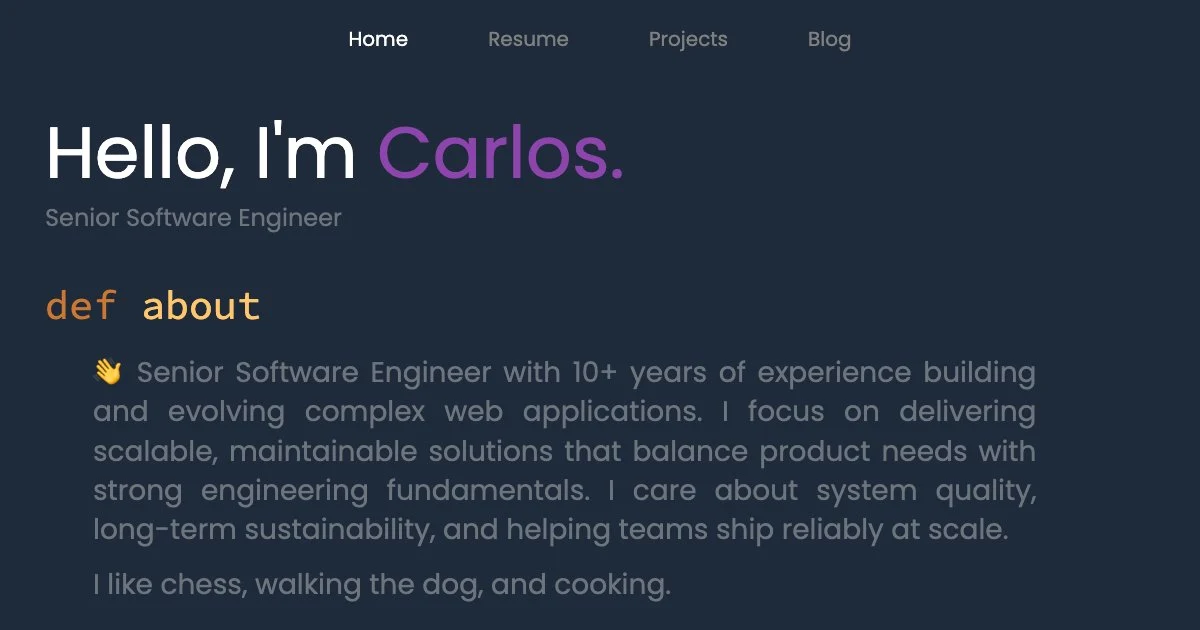 Home Resume Projects Blog
Hello, I'm Carlos.
Senior Software Engineer
def about
👋 Senior Software Engineer with 10+ years of experience building
and evolving complex web applications. I focus on delivering
scalable, maintainable solutions that balance product needs with
strong engineering fundamentals. I care about system quality,
long-term sustainability, and helping teams ship reliably at scale.
I like chess, walking the dog, and cooking.